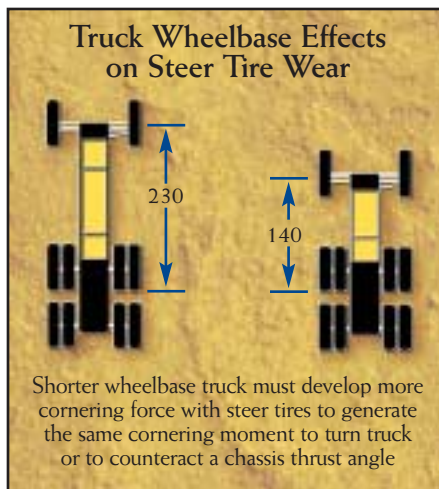 Truck Wheelbase Effects
on Steer Tire Wear
230
140
Shorter wheelbase truck must develop more
cornering force with steer tires to generate
the same cornering moment to turn truck
or to counteract a chassis thrust angle